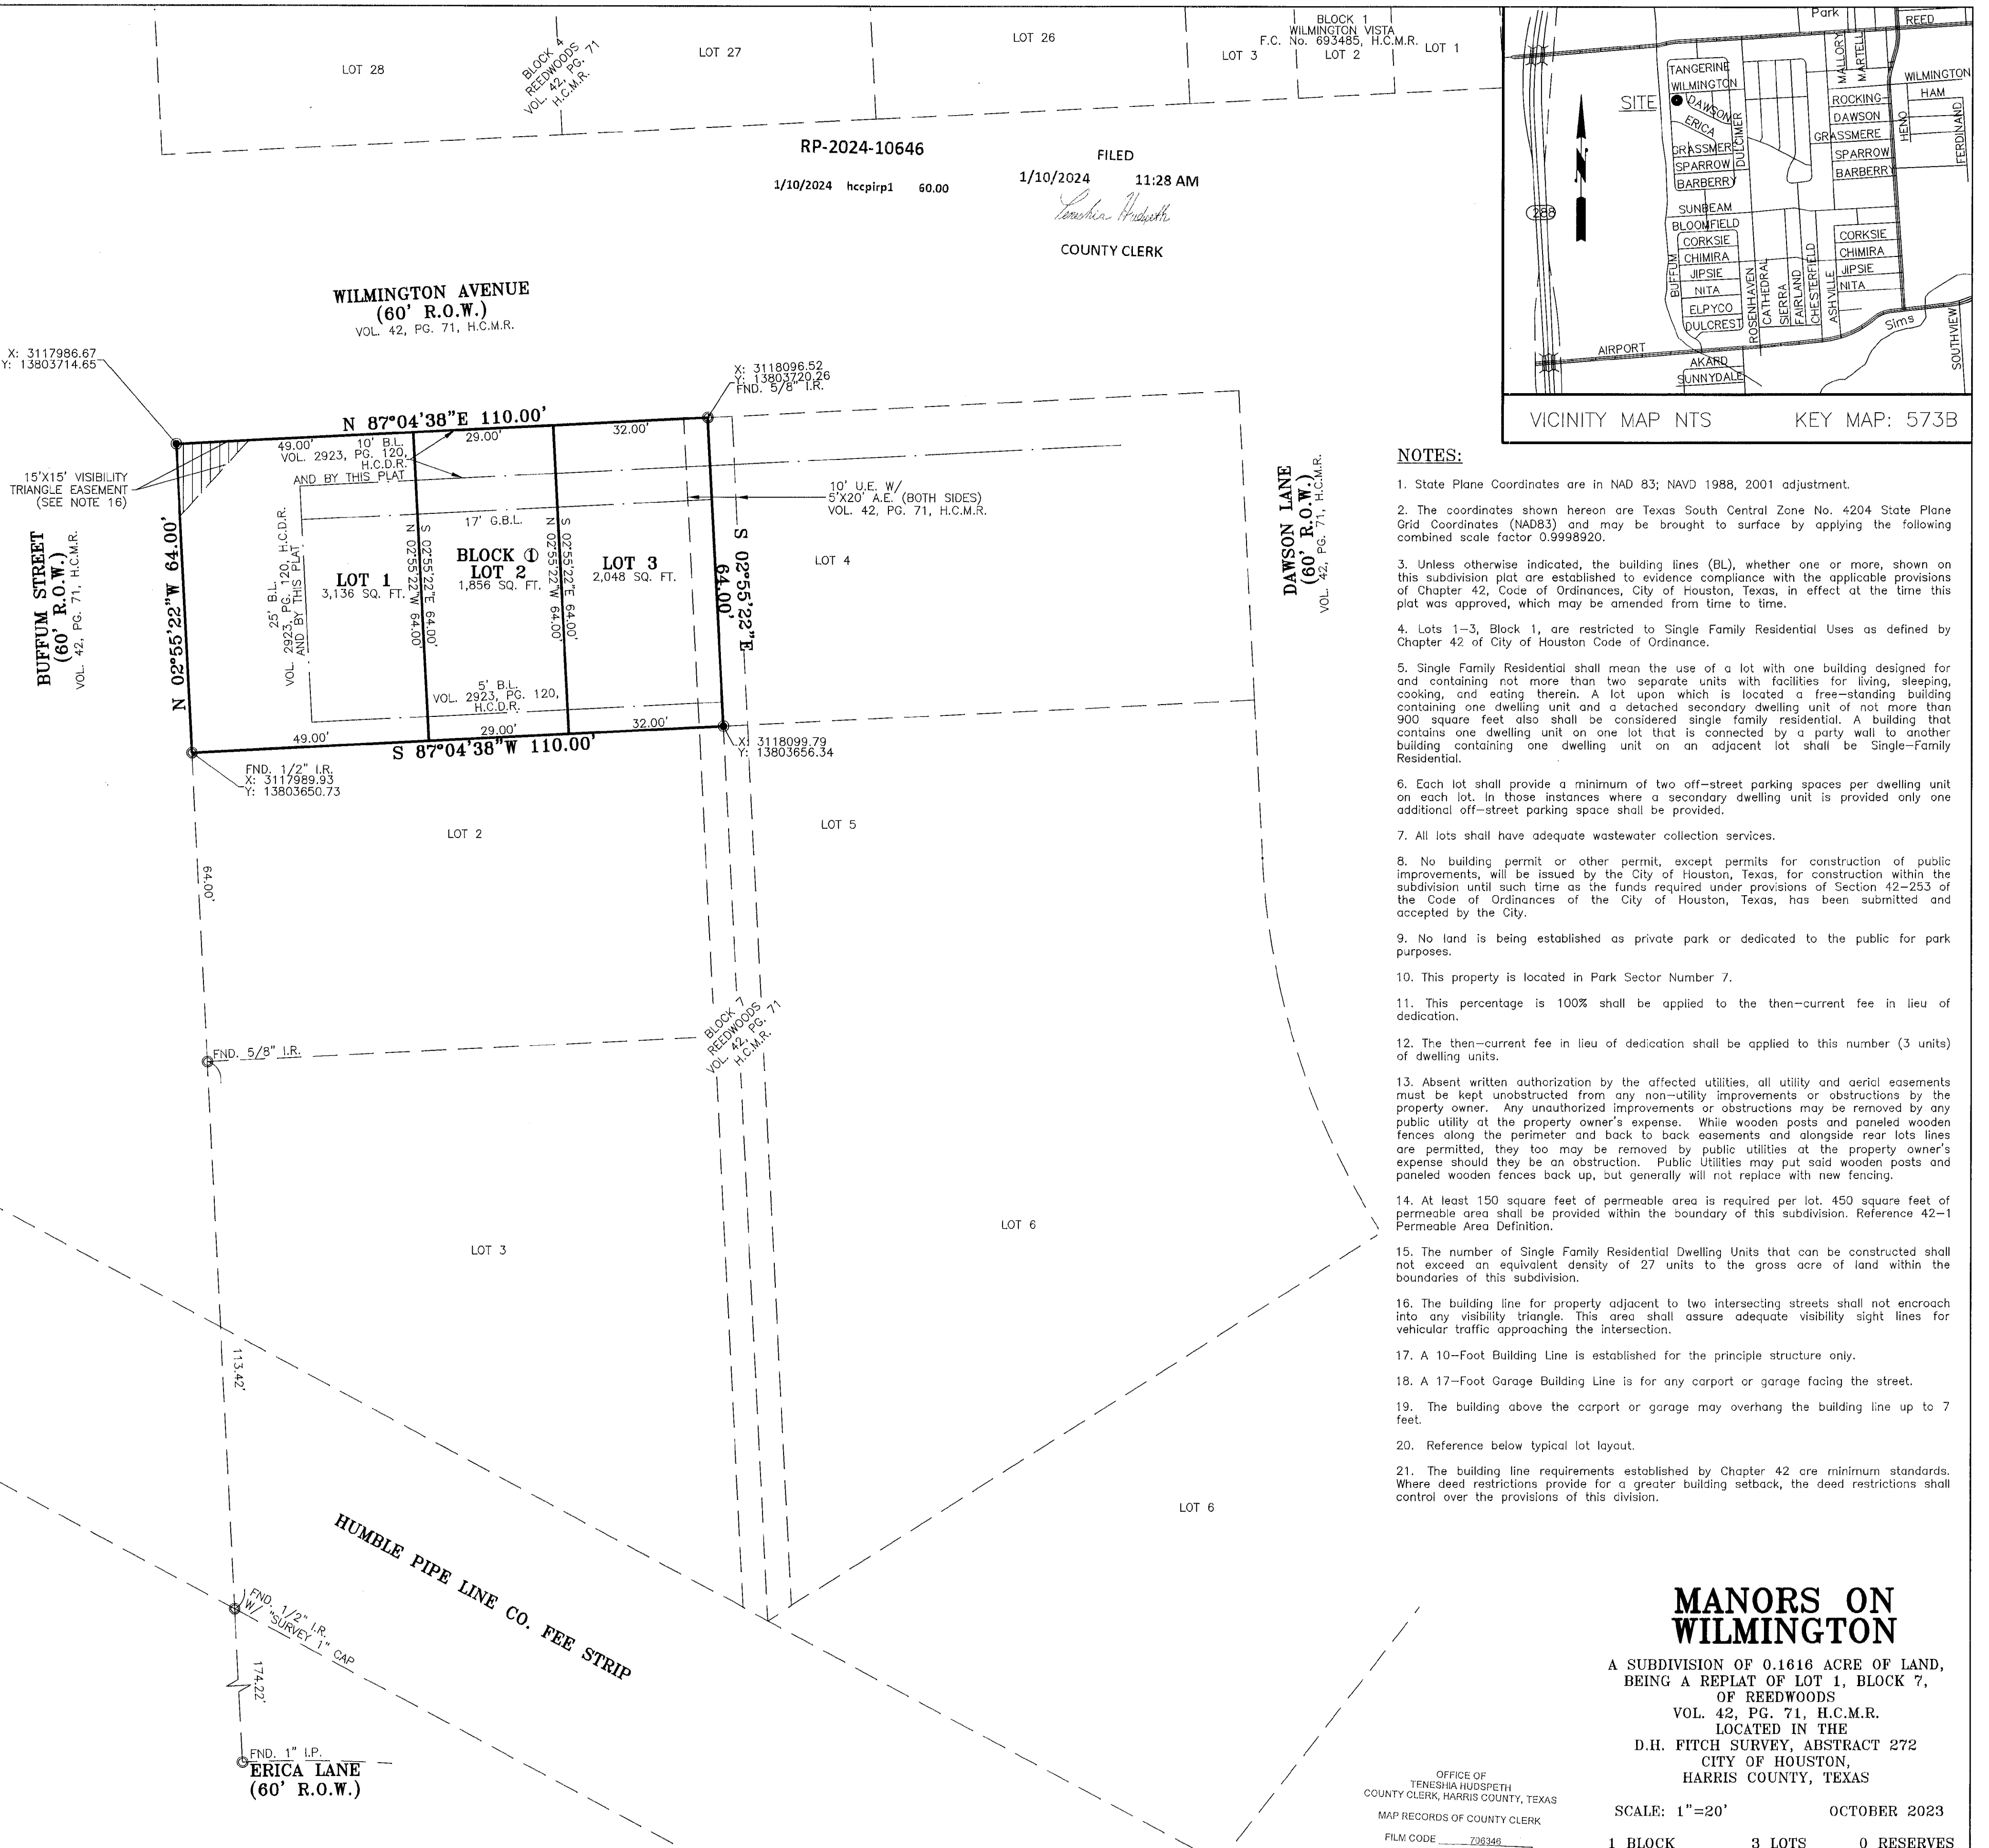 LOT 28
BLOCK 4
REEDWOODS
VOL. 42, PG. 71
H.C.M.R.
LOT 27
LOT 26
LOT 3
BLOCK 1
WILMINGTON VISTA
F.C. No. 693485, H.C.M.R.
LOT 2
LOT 1
RP-2024-10646
1/10/2024 hccpirp1 60.00
FILED
1/10/2024 11:28 AM
Teneshia Hudspeth
COUNTY CLERK
WILMINGTON AVENUE
(60' R.O.W.)
VOL. 42, PG. 71, H.C.M.R.
X: 3117986.67
Y: 13803714.65
X: 3118096.52
Y: 13803720.26
FND. 5/8" I.R.
N 87°04'38"E 110.00'
49.00'
29.00'
32.00'
10' B.L.
VOL. 2923, PG. 120,
H.C.D.R.
AND BY THIS PLAT
15'X15' VISIBILITY
TRIANGLE EASEMENT
(SEE NOTE 16)
10' U.E. W/
5'X20' A.E. (BOTH SIDES)
VOL. 42, PG. 71, H.C.M.R.
17' G.B.L.
BUFFUM STREET
(60' R.O.W.)
VOL. 42, PG. 71, H.C.M.R.
N 02°55'22"W 64.00'
25' B.L.
VOL. 2923, PG. 120, H.C.D.R.
AND BY THIS PLAT
LOT 1
3,136 SQ. FT.
N 02°55'22"W 64.00'
S 02°55'22"E 64.00'
BLOCK 1
LOT 2
1,856 SQ. FT.
N 02°55'22"W 64.00'
S 02°55'22"E 64.00'
LOT 3
2,048 SQ. FT.
S 02°55'22"E
64.00'
LOT 4
DAWSON LANE
(60' R.O.W.)
VOL. 42, PG. 71, H.C.M.R.
5' B.L.
VOL. 2923, PG. 120,
H.C.D.R.
49.00'
29.00'
32.00'
S 87°04'38"W 110.00'
X: 3118099.79
Y: 13803656.34
FND. 1/2" I.R.
X: 3117989.93
Y: 13803650.73
LOT 2
LOT 5
64.00'
FND. 5/8" I.R.
BLOCK 7
REEDWOODS
VOL. 42, PG. 71
H.C.M.R.
LOT 3
LOT 6
113.42'
LOT 6
HUMBLE PIPE LINE CO. FEE STRIP
FND. 1/2" I.R.
W/ "SURVEY 1" CAP
174.22'
FND. 1" I.P.
ERICA LANE
(60' R.O.W.)
Park
REED
MALLORY
MARTELL
TANGERINE
WILMINGTON
WILMINGTON
SITE
DAWSON
ERICA
HAM
ROCKING
DAWSON
GRASSMERE
DULCIMER
HENO
FERDINAND
GRASSMERE
SPARROW
BARBERRY
SPARROW
BARBERRY
288
N
SUNBEAM
BLOOMFIELD
CORKSIE
CHIMIRA
JIPSIE
NITA
ELPYCO
DULCREST
BUFFUM
ROSENHAVEN
CATHEDRAL
SIERRA
FAIRLAND
CHESTERFIELD
ASHVILLE
CORKSIE
CHIMIRA
JIPSIE
NITA
Sims
SOUTHVIEW
AIRPORT
AKARD
SUNNYDALE
VICINITY MAP NTS KEY MAP: 573B
NOTES:
1. State Plane Coordinates are in NAD 83; NAVD 1988, 2001 adjustment.
2. The coordinates shown hereon are Texas South Central Zone No. 4204 State Plane
Grid Coordinates (NAD83) and may be brought to surface by applying the following
combined scale factor 0.9998920.
3. Unless otherwise indicated, the building lines (BL), whether one or more, shown on
this subdivision plat are established to evidence compliance with the applicable provisions
of Chapter 42, Code of Ordinances, City of Houston, Texas, in effect at the time this
plat was approved, which may be amended from time to time.
4. Lots 1-3, Block 1, are restricted to Single Family Residential Uses as defined by
Chapter 42 of City of Houston Code of Ordinance.
5. Single Family Residential shall mean the use of a lot with one building designed for
and containing not more than two separate units with facilities for living, sleeping,
cooking, and eating therein. A lot upon which is located a free-standing building
containing one dwelling unit and a detached secondary dwelling unit of not more than
900 square feet also shall be considered single family residential. A building that
contains one dwelling unit on one lot that is connected by a party wall to another
building containing one dwelling unit on an adjacent lot shall be Single-Family
Residential.
6. Each lot shall provide a minimum of two off-street parking spaces per dwelling unit
on each lot. In those instances where a secondary dwelling unit is provided only one
additional off-street parking space shall be provided.
7. All lots shall have adequate wastewater collection services.
8. No building permit or other permit, except permits for construction of public
improvements, will be issued by the City of Houston, Texas, for construction within the
subdivision until such time as the funds required under provisions of Section 42-253 of
the Code of Ordinances of the City of Houston, Texas, has been submitted and
accepted by the City.
9. No land is being established as private park or dedicated to the public for park
purposes.
10. This property is located in Park Sector Number 7.
11. This percentage is 100% shall be applied to the then-current fee in lieu of
dedication.
12. The then-current fee in lieu of dedication shall be applied to this number (3 units)
of dwelling units.
13. Absent written authorization by the affected utilities, all utility and aerial easements
must be kept unobstructed from any non-utility improvements or obstructions by the
property owner. Any unauthorized improvements or obstructions may be removed by any
public utility at the property owner's expense. While wooden posts and paneled wooden
fences along the perimeter and back to back easements and alongside rear lots lines
are permitted, they too may be removed by public utilities at the property owner's
expense should they be an obstruction. Public Utilities may put said wooden posts and
paneled wooden fences back up, but generally will not replace with new fencing.
14. At least 150 square feet of permeable area is required per lot. 450 square feet of
permeable area shall be provided within the boundary of this subdivision. Reference 42-1
Permeable Area Definition.
15. The number of Single Family Residential Dwelling Units that can be constructed shall
not exceed an equivalent density of 27 units to the gross acre of land within the
boundaries of this subdivision.
16. The building line for property adjacent to two intersecting streets shall not encroach
into any visibility triangle. This area shall assure adequate visibility sight lines for
vehicular traffic approaching the intersection.
17. A 10-Foot Building Line is established for the principle structure only.
18. A 17-Foot Garage Building Line is for any carport or garage facing the street.
19. The building above the carport or garage may overhang the building line up to 7
feet.
20. Reference below typical lot layout.
21. The building line requirements established by Chapter 42 are minimum standards.
Where deed restrictions provide for a greater building setback, the deed restrictions shall
control over the provisions of this division.
MANORS ON
WILMINGTON
A SUBDIVISION OF 0.1616 ACRE OF LAND,
BEING A REPLAT OF LOT 1, BLOCK 7,
OF REEDWOODS
VOL. 42, PG. 71, H.C.M.R.
LOCATED IN THE
D.H. FITCH SURVEY, ABSTRACT 272
CITY OF HOUSTON,
HARRIS COUNTY, TEXAS
SCALE: 1"=20' OCTOBER 2023
1 BLOCK 3 LOTS 0 RESERVES
OFFICE OF
TENESHIA HUDSPETH
COUNTY CLERK, HARRIS COUNTY, TEXAS
MAP RECORDS OF COUNTY CLERK
FILM CODE 706346